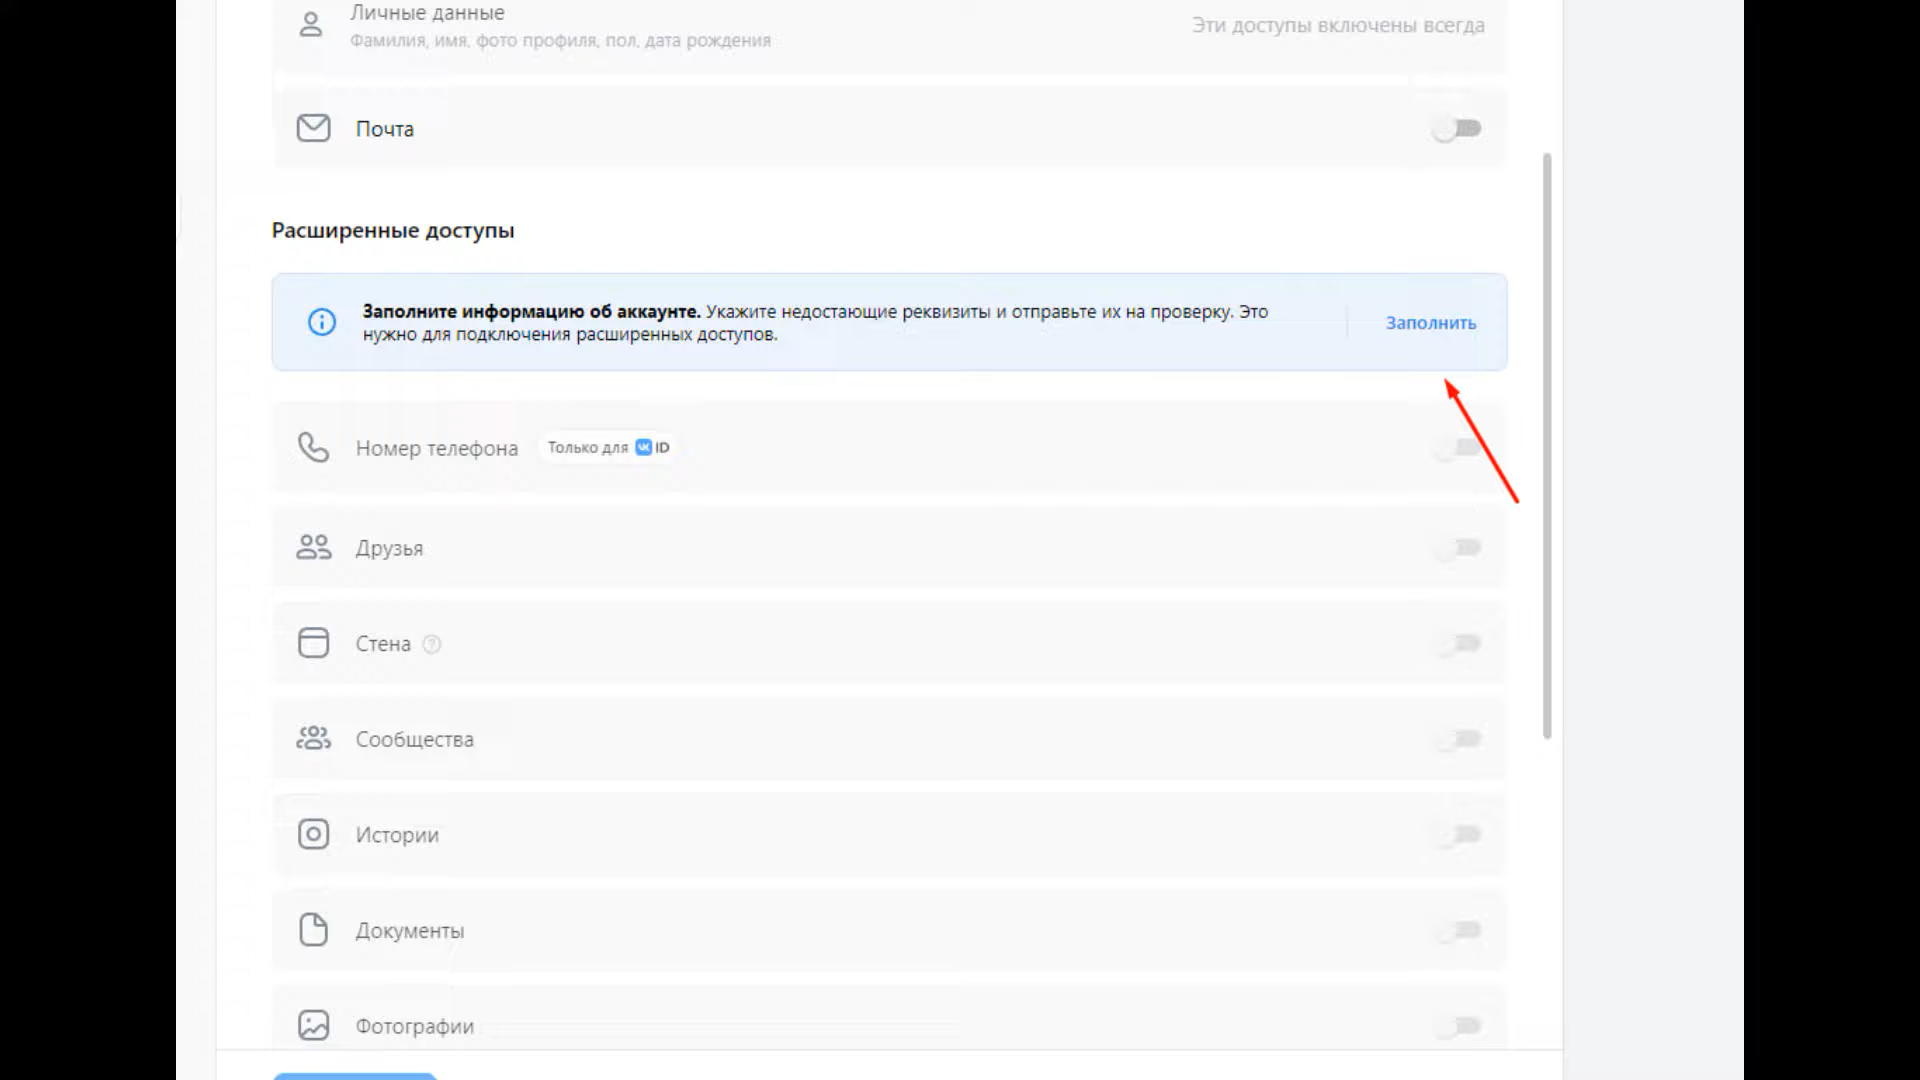 Личные данные
Эти доступы включены всегда
Фамилия, имя, фото профиля, пол, дата рождения
Почта
Расширенные доступы
Заполните информацию об аккаунте. Укажите недостающие реквизиты и отправьте их на проверку. Это
нужно для подключения расширенных доступов.
Заполнить
Номер телефона Только для VK ID
Друзья
Стена ?
Сообщества
Истории
Документы
Фотографии